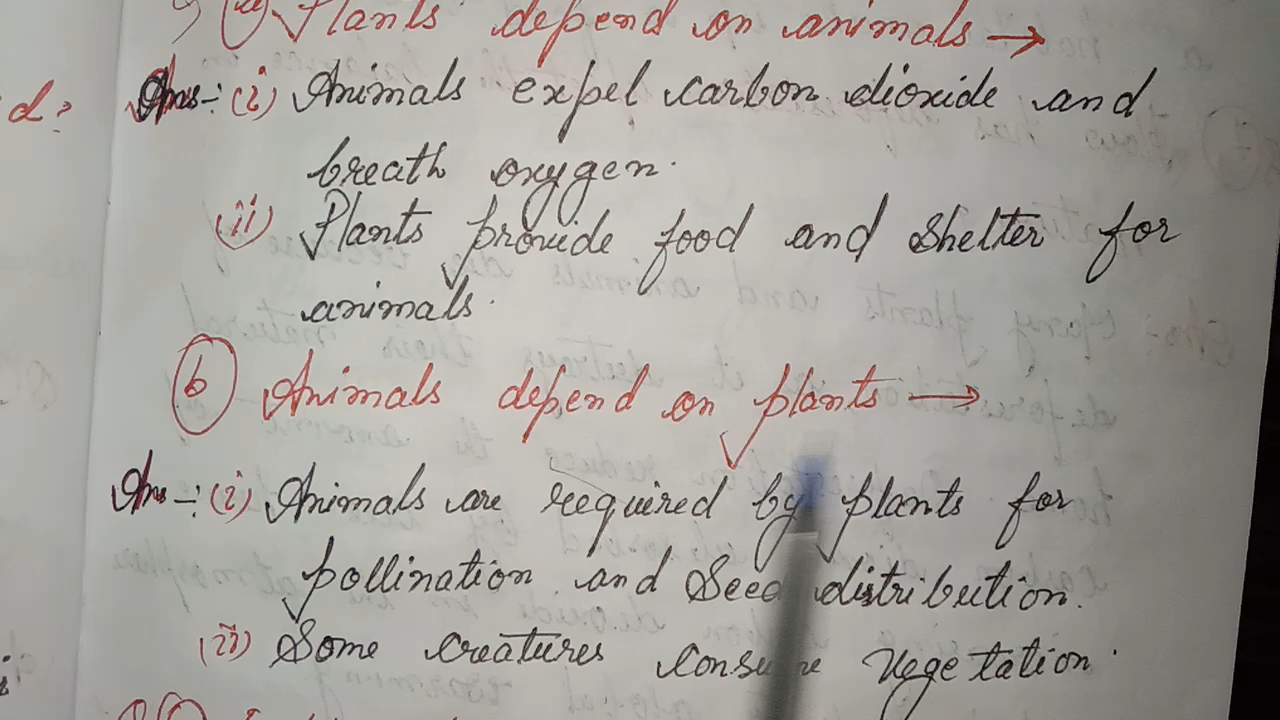 (a) Plants depend on animals →
Ans-: (i) Animals expel carbon dioxide and
breath oxygen.
(ii) Plants provide food and shelter for
animals.
(b) Animals depend on plants →
Ans-: (i) Animals are required by plants for
pollination and Seed distribution.
(ii) Some creatures consume vegetation.